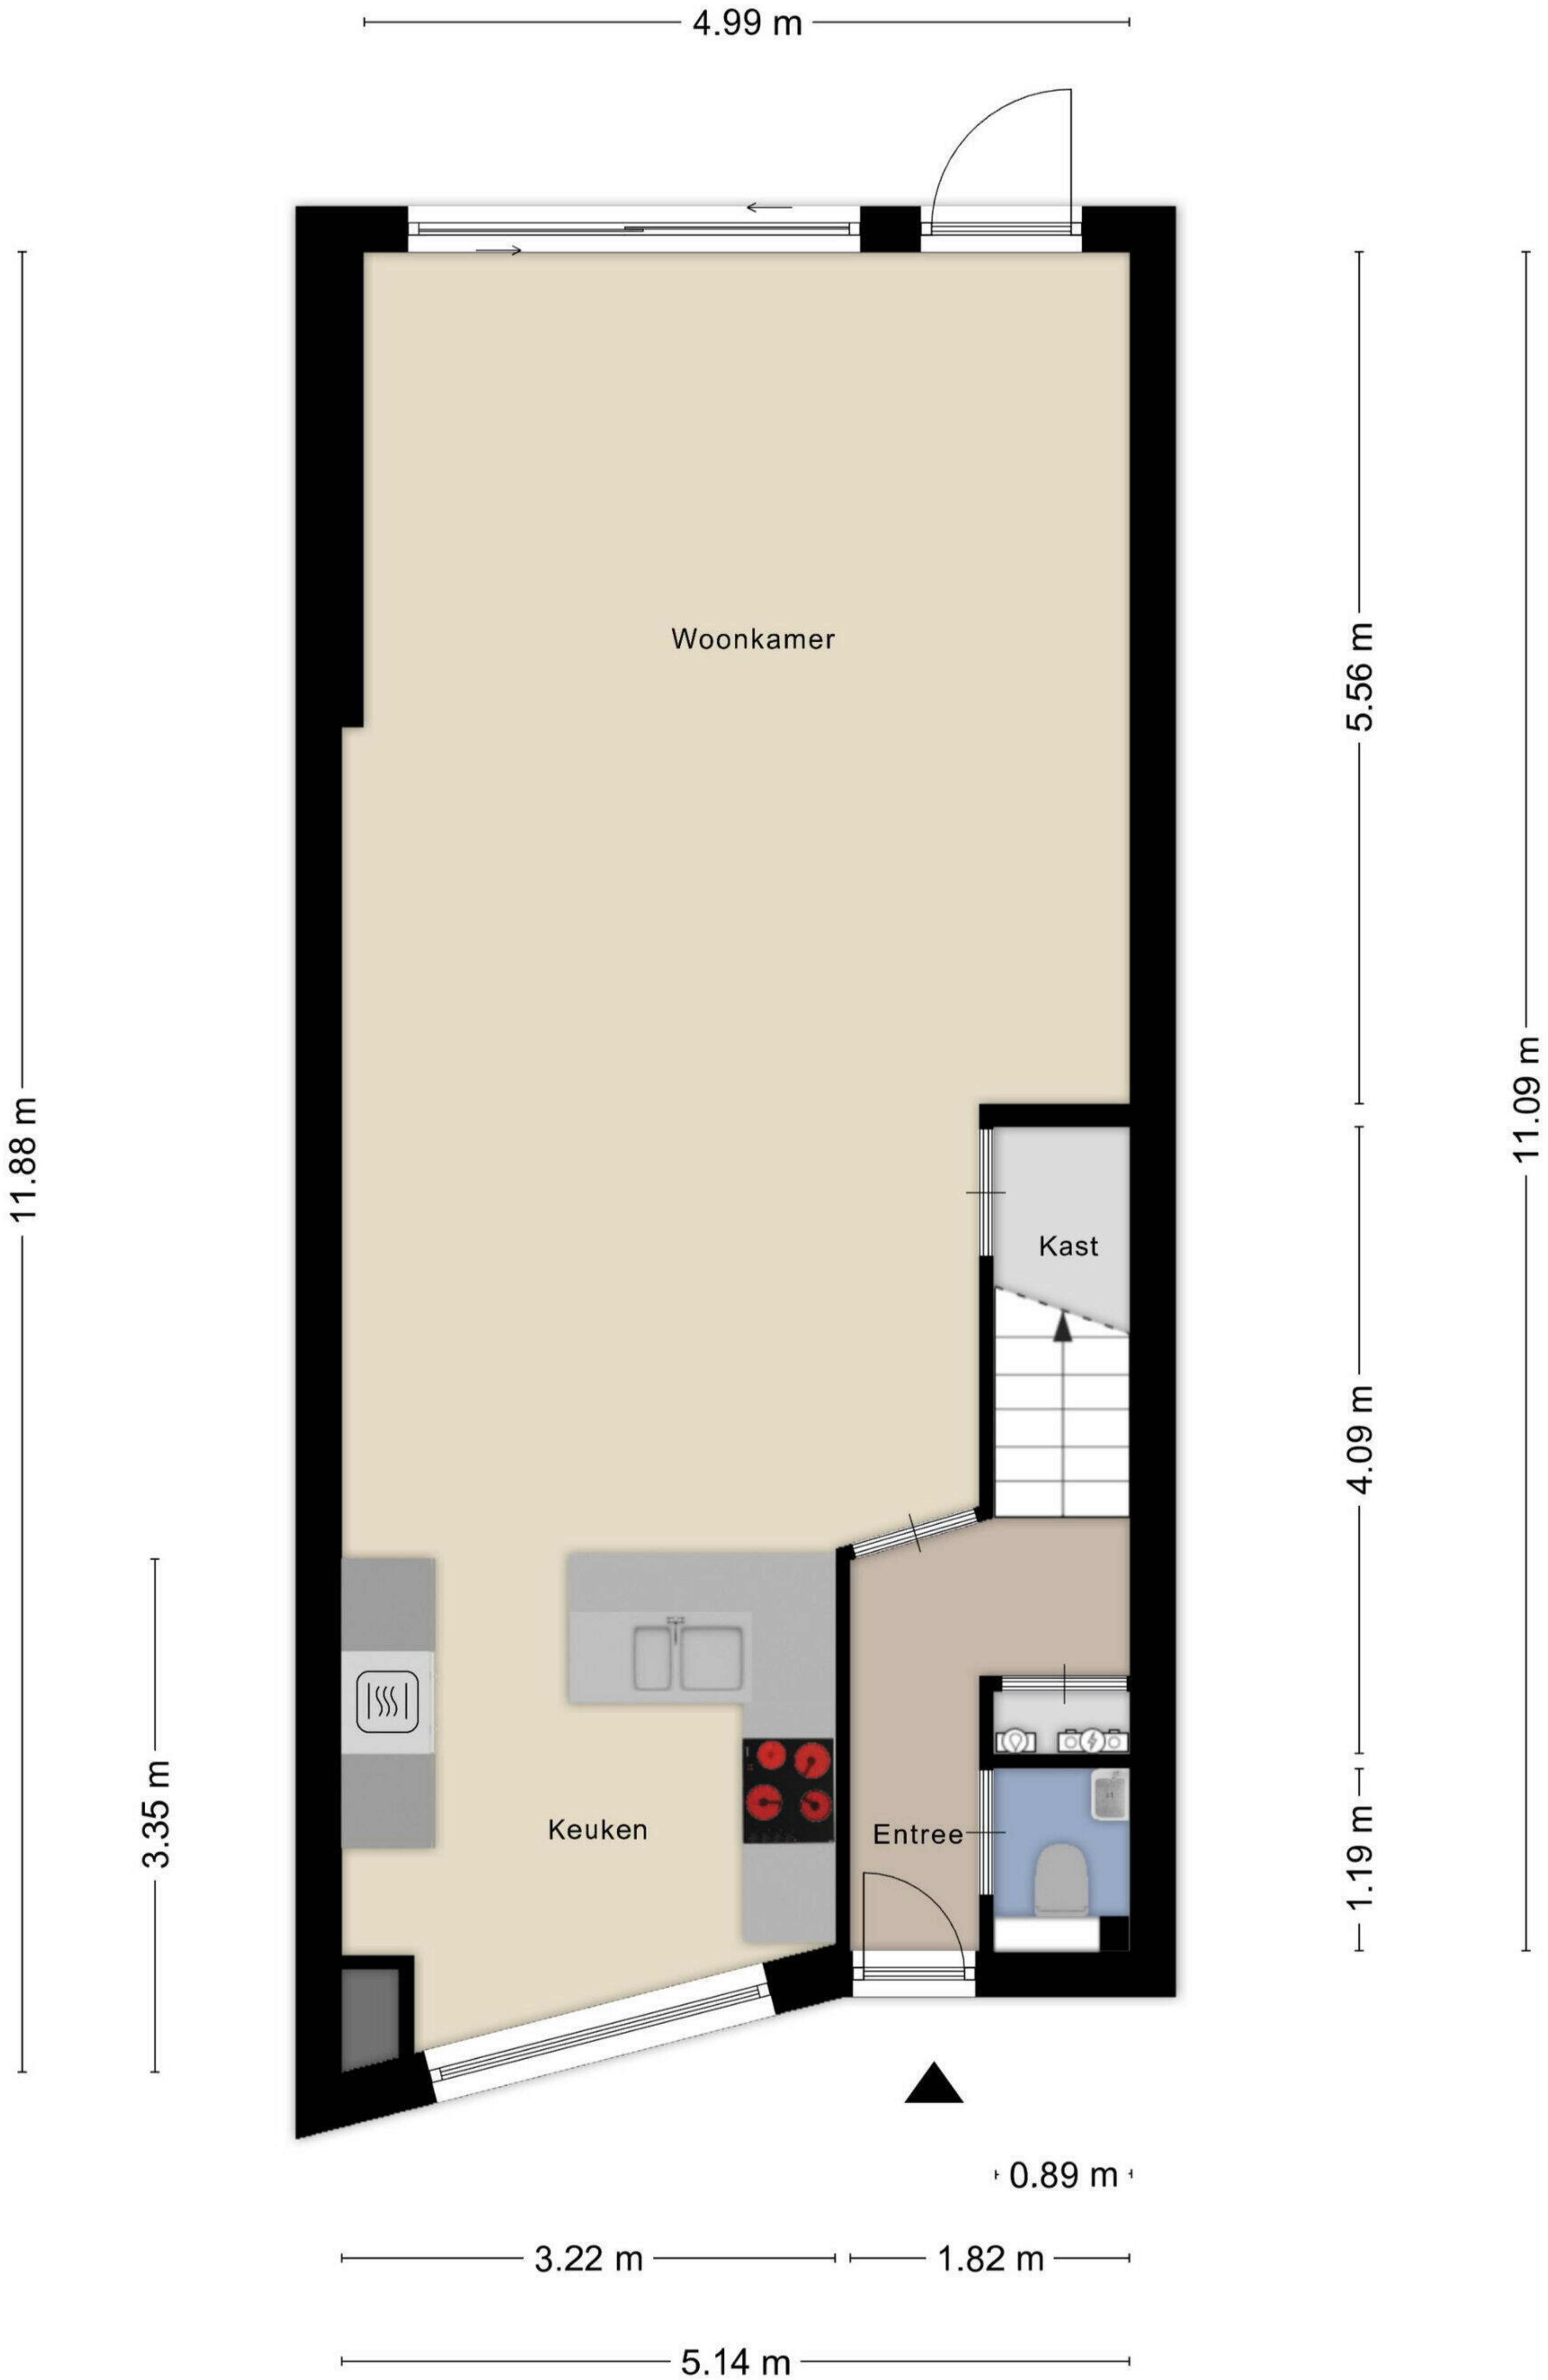 4.99 m
Woonkamer
5.56 m
11.09 m
11.88 m
Kast
4.09 m
3.35 m
Keuken
Entree
1.19 m
0.89 m
3.22 m
1.82 m
5.14 m